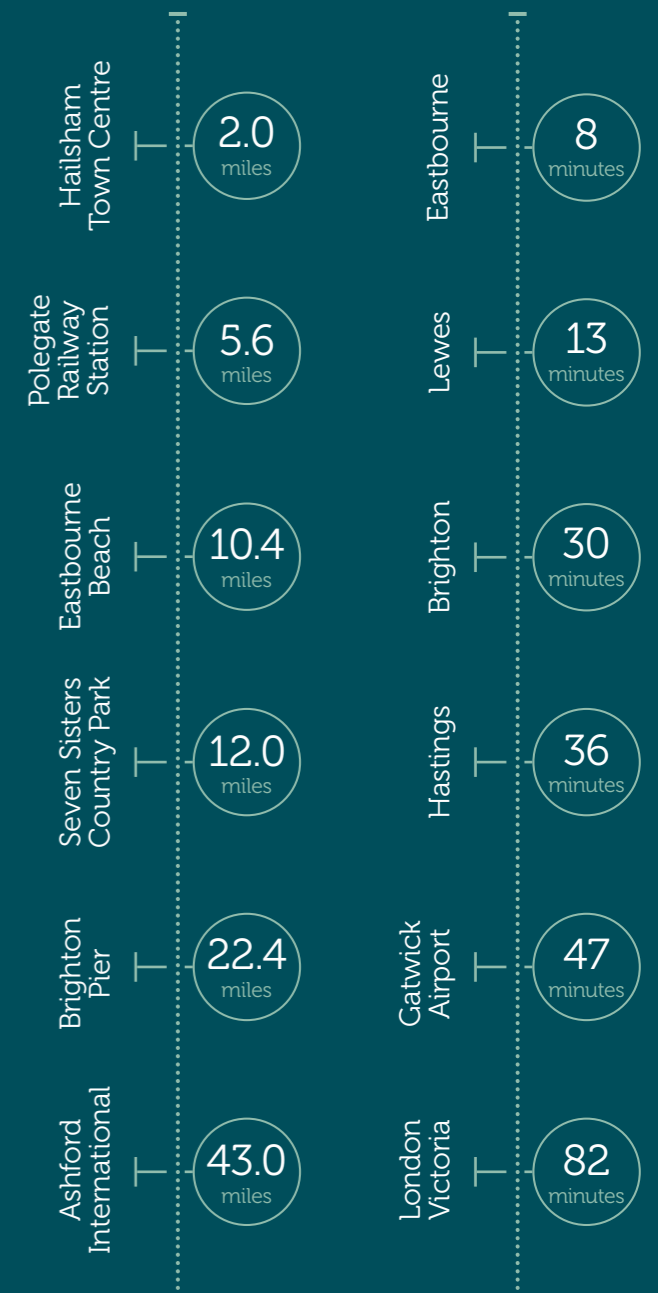 Hailsham
Town Centre
2.0
miles
Polegate
Railway
Station
5.6
miles
Eastbourne
Beach
10.4
miles
Seven Sisters
Country Park
12.0
miles
Brighton
Pier
22.4
miles
Ashford
International
43.0
miles
Eastbourne
8
minutes
Lewes
13
minutes
Brighton
30
minutes
Hastings
36
minutes
Gatwick
Airport
47
minutes
London
Victoria
82
minutes